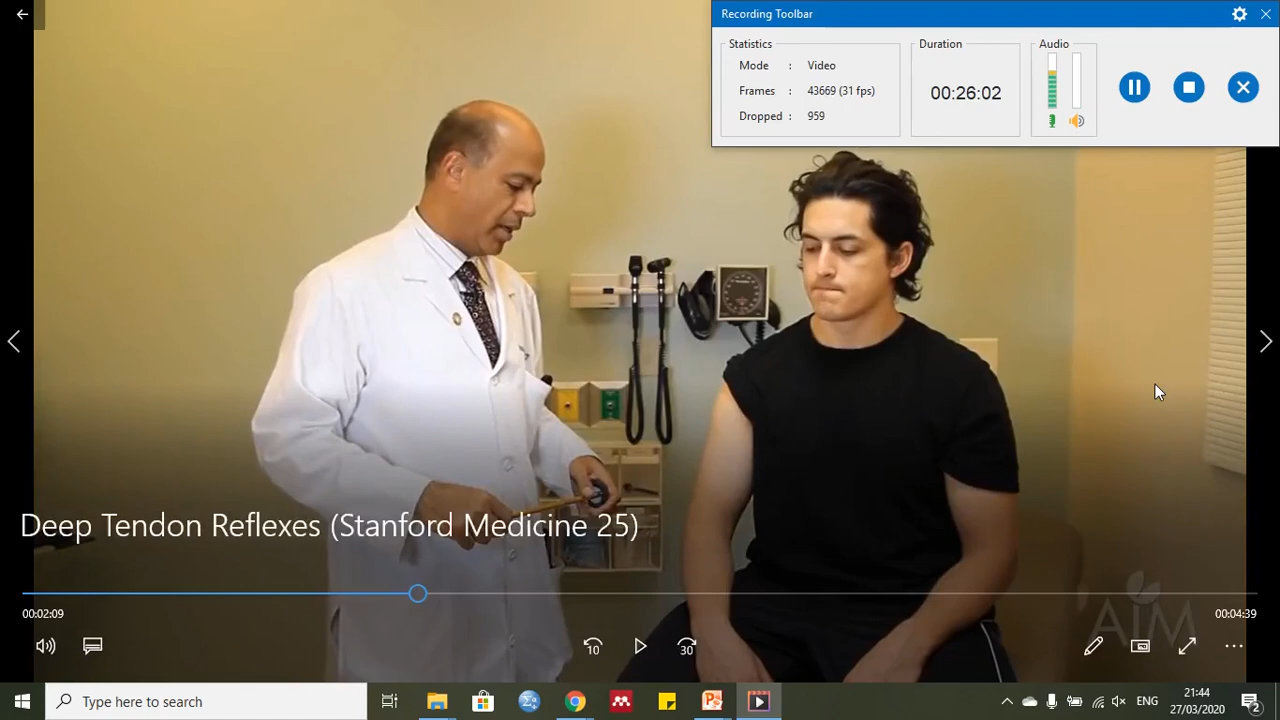 Recording Toolbar
Statistics
Mode : Video
Frames : 43669 (31 fps)
Dropped : 959
Duration
00:26:02
Audio
Deep Tendon Reflexes (Stanford Medicine 25)
00:02:09
00:04:39
AIM
10
30
Type here to search
ENG
21:44
27/03/2020
2